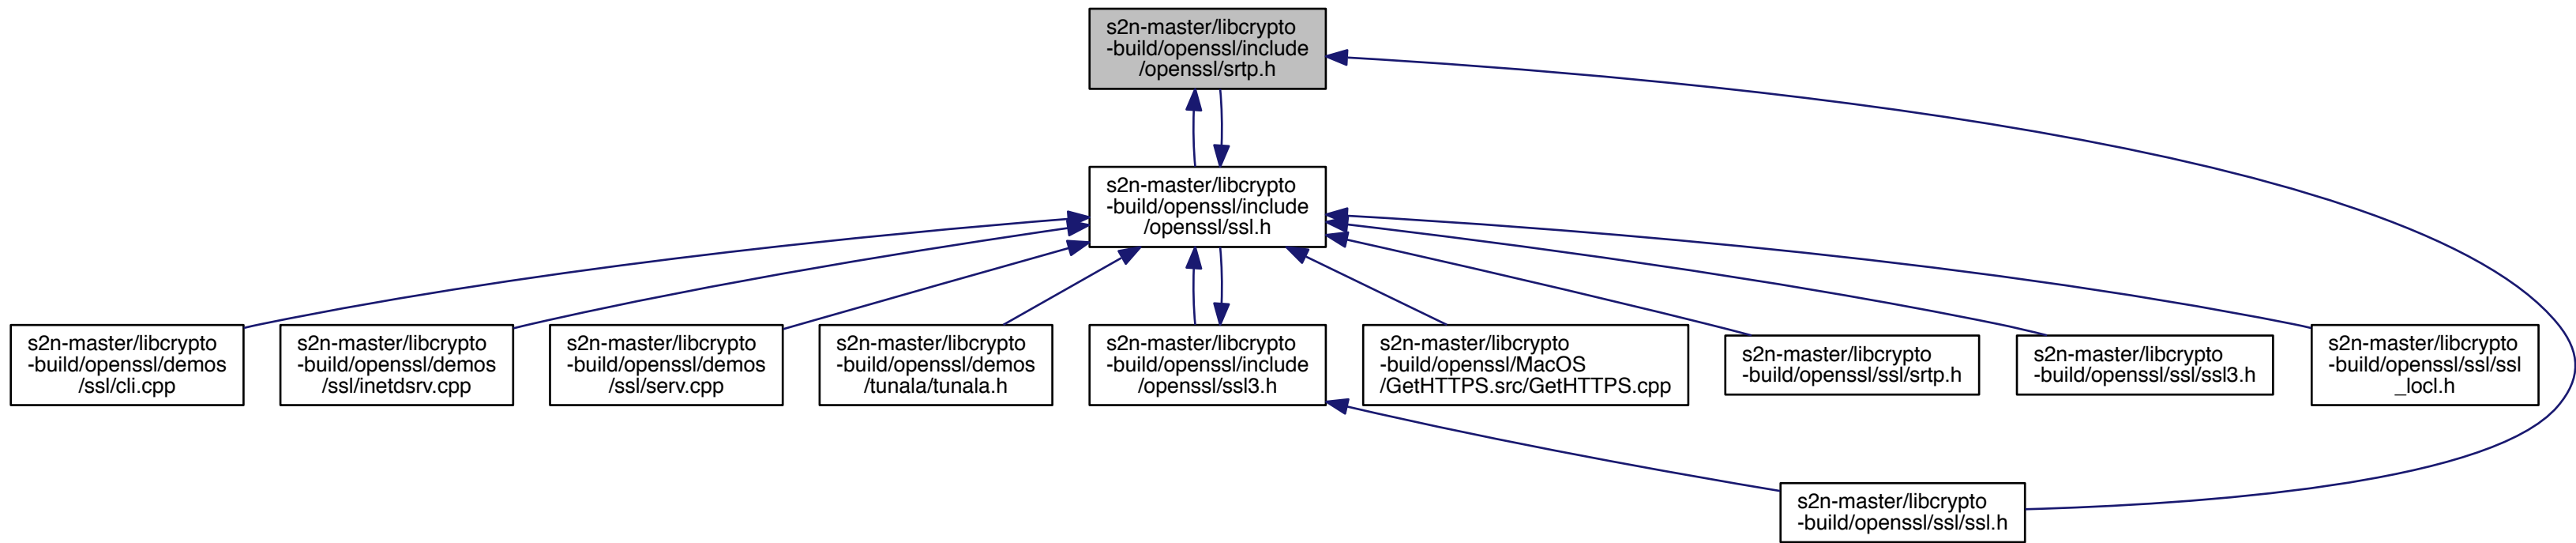 s2n-master/libcrypto
-build/openssl/include
/openssl/srtp.h
s2n-master/libcrypto
-build/openssl/include
/openssl/ssl.h
s2n-master/libcrypto
-build/openssl/demos
/ssl/cli.cpp
s2n-master/libcrypto
-build/openssl/demos
/ssl/inetdsrv.cpp
s2n-master/libcrypto
-build/openssl/demos
/ssl/serv.cpp
s2n-master/libcrypto
-build/openssl/demos
/tunala/tunala.h
s2n-master/libcrypto
-build/openssl/include
/openssl/ssl3.h
s2n-master/libcrypto
-build/openssl/MacOS
/GetHTTPS.src/GetHTTPS.cpp
s2n-master/libcrypto
-build/openssl/ssl/srtp.h
s2n-master/libcrypto
-build/openssl/ssl/ssl3.h
s2n-master/libcrypto
-build/openssl/ssl/ssl
_locl.h
s2n-master/libcrypto
-build/openssl/ssl/ssl.h